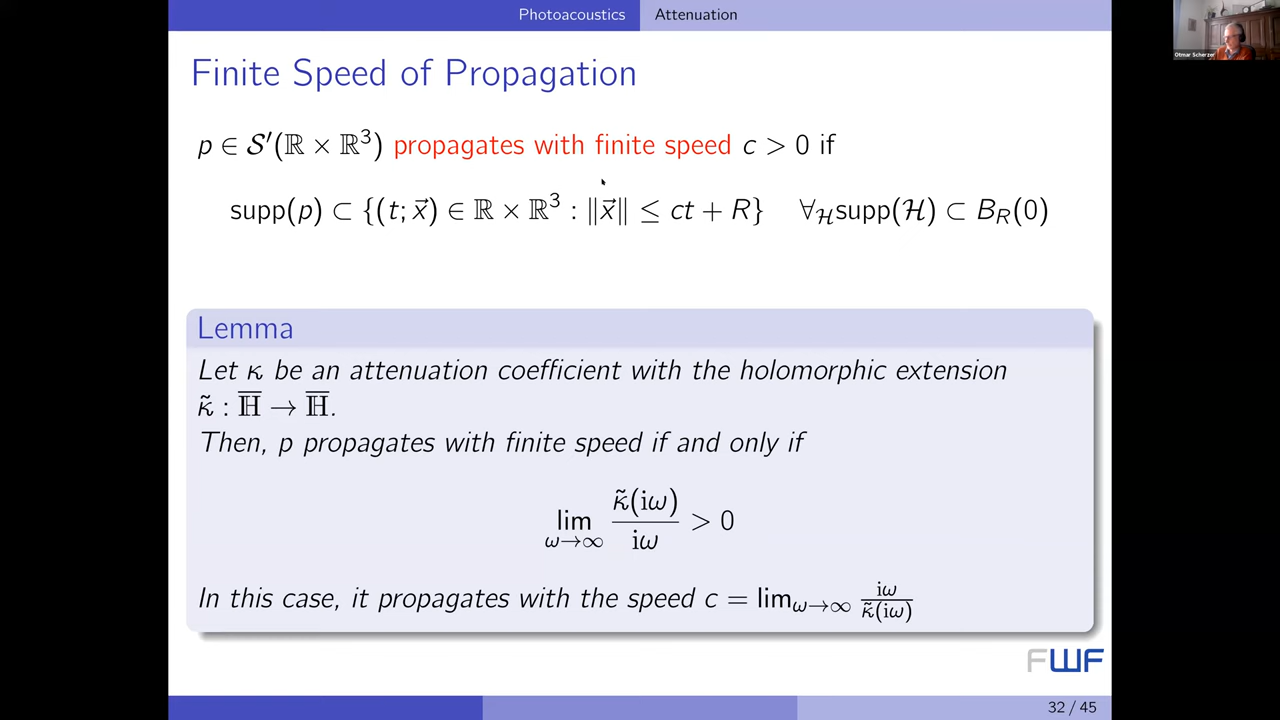 Photoacoustics Attenuation
Otmar Scherzer
Finite Speed of Propagation
p ∈ 𝒮′(ℝ × ℝ³) propagates with finite speed c > 0 if
supp(p) ⊂ {(t; x⃗) ∈ ℝ × ℝ³ : ‖x⃗‖ ≤ ct + R} ∀_ℋ supp(ℋ) ⊂ B_R(0)
Lemma
Let κ be an attenuation coefficient with the holomorphic extension
κ̃ : ℍ̅ → ℍ̅.
Then, p propagates with finite speed if and only if
lim_{ω→∞} κ̃(iω)/iω > 0
In this case, it propagates with the speed c = lim_{ω→∞} iω/κ̃(iω)
FWF
32 / 45